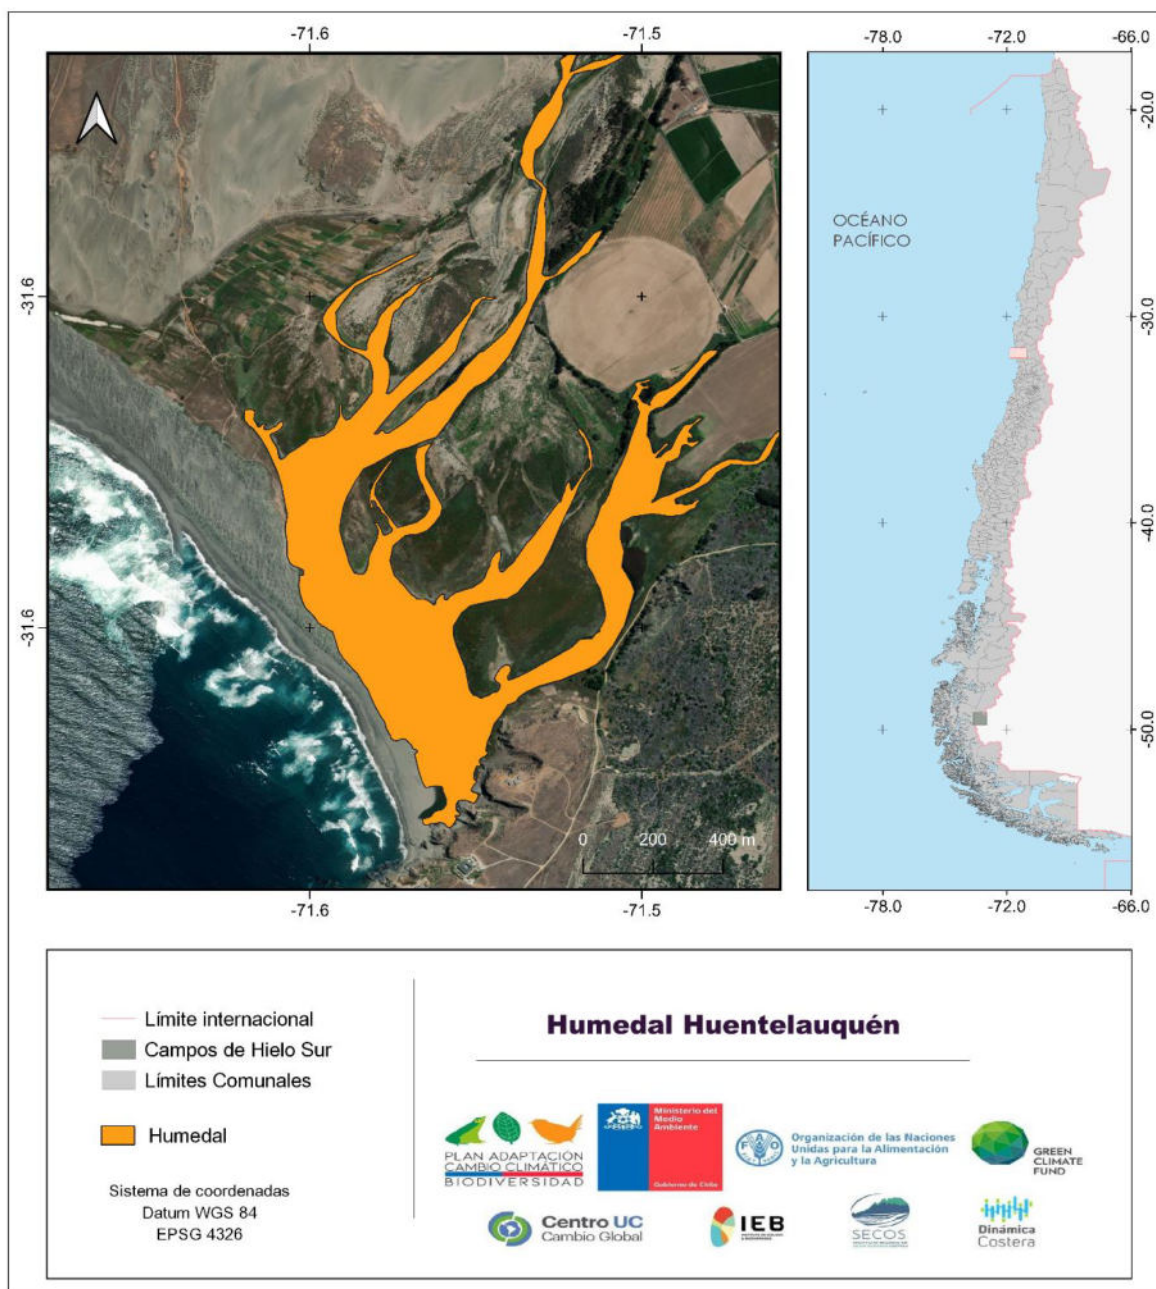 -71.6
-71.5
-78.0
-72.0
-66.0
-20.0
OCÉANO
PACÍFICO
-31.6
-31.6
-30.0
-40.0
-50.0
0
200
400 m
-71.6
-71.5
-78.0
-72.0
-66.0
Límite internacional
Campos de Hielo Sur
Límites Comunales
Humedal
Sistema de coordenadas
Datum WGS 84
EPSG 4326
Humedal Huentelauquén
PLAN ADAPTACIÓN
CAMBIO CLIMÁTICO
BIODIVERSIDAD
Ministerio del
Medio
Ambiente
Gobierno de Chile
FAO
Organización de las Naciones
Unidas para la Alimentación
y la Agricultura
GREEN
CLIMATE
FUND
Centro UC
Cambio Global
IEB
SECOS
Dinámica
Costera